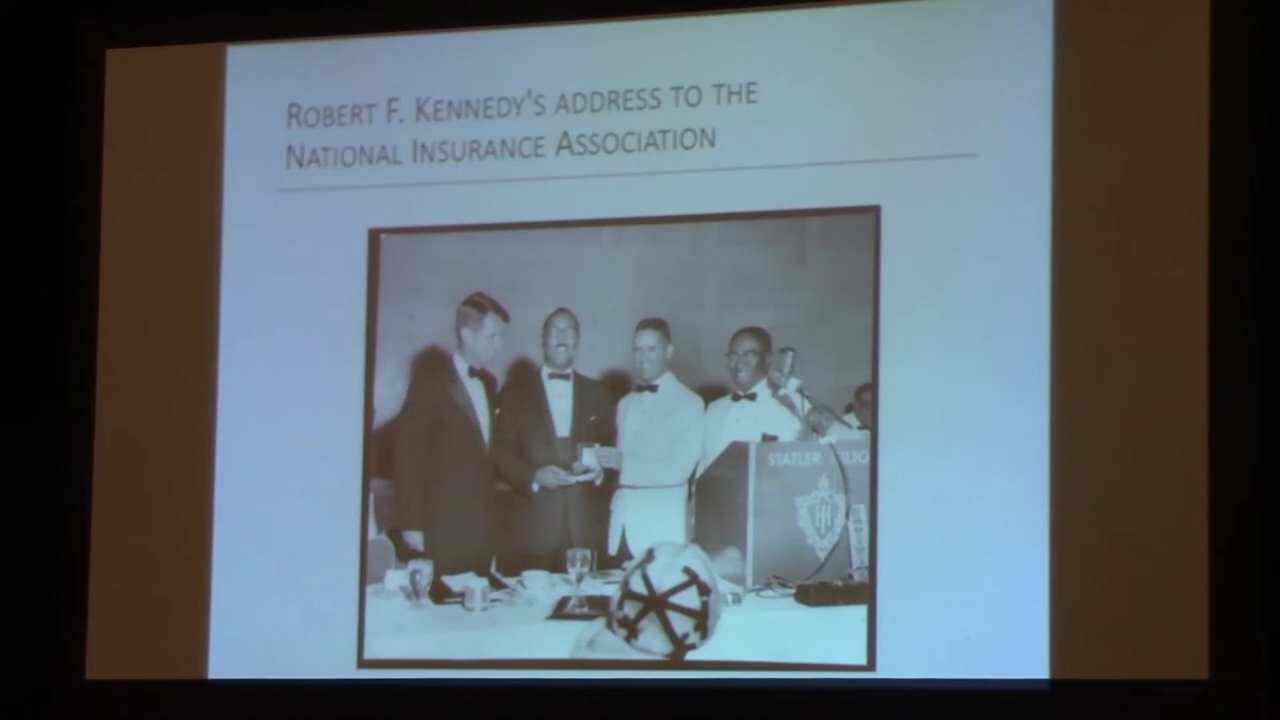 ROBERT F. KENNEDY'S ADDRESS TO THE
NATIONAL INSURANCE ASSOCIATION
STATLER